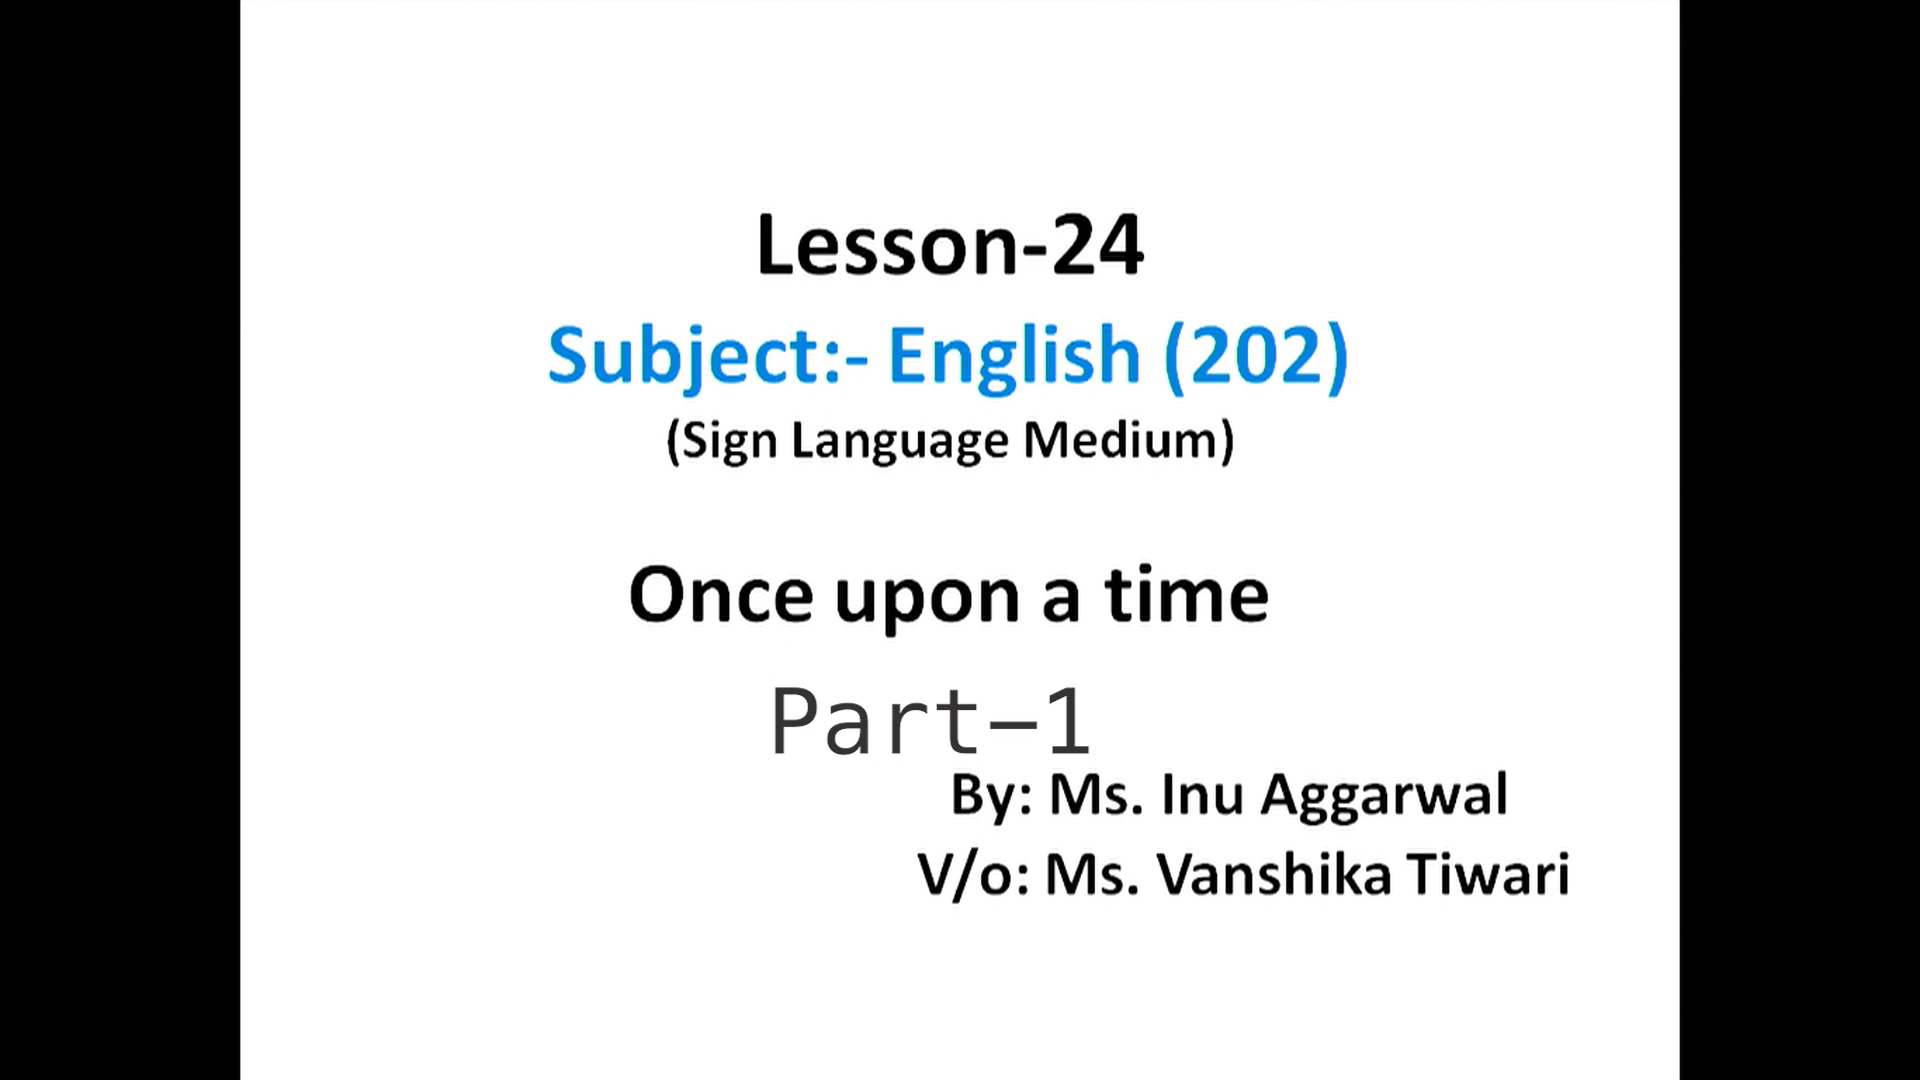 Lesson-24
Subject:- English (202)
(Sign Language Medium)
Once upon a time
Part–1
By: Ms. Inu Aggarwal
V/o: Ms. Vanshika Tiwari